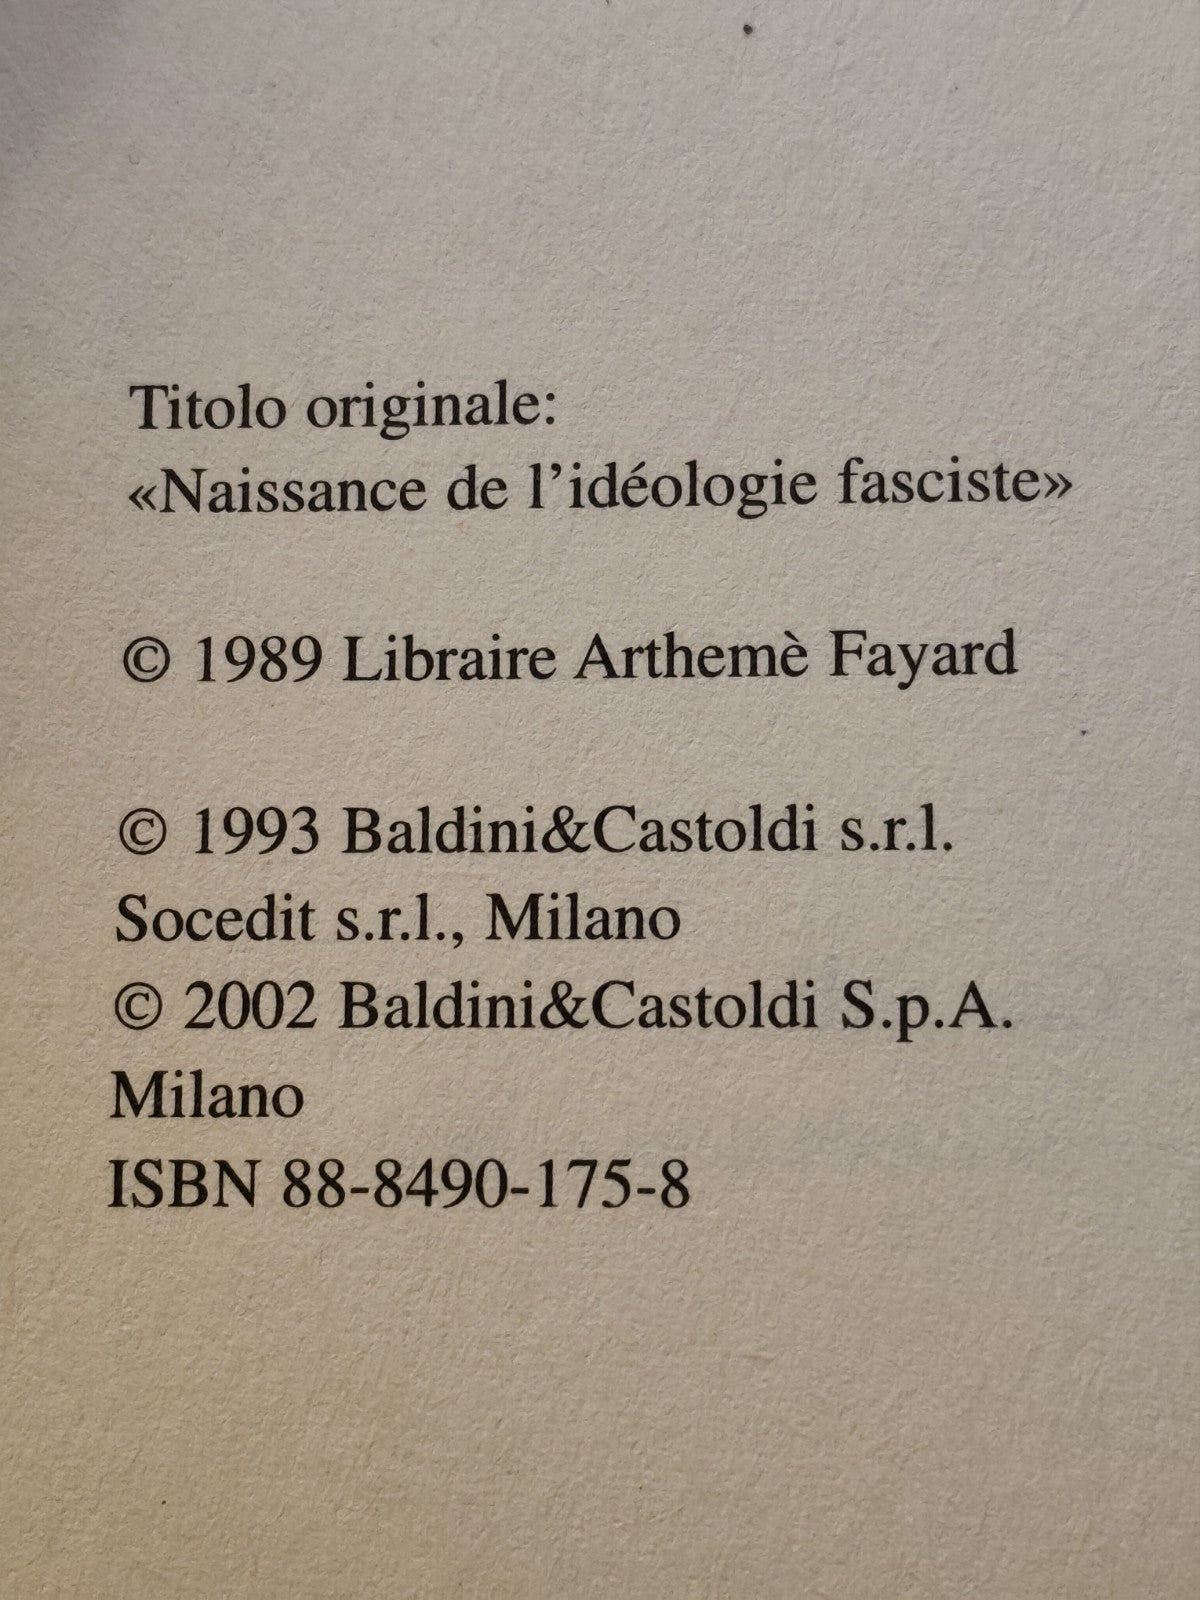 Titolo originale:
«Naissance de l’idéologie fasciste»
© 1989 Libraire Arthemè Fayard
© 1993 Baldini&Castoldi s.r.l.
Socedit s.r.l., Milano
© 2002 Baldini&Castoldi S.p.A.
Milano
ISBN 88-8490-175-8